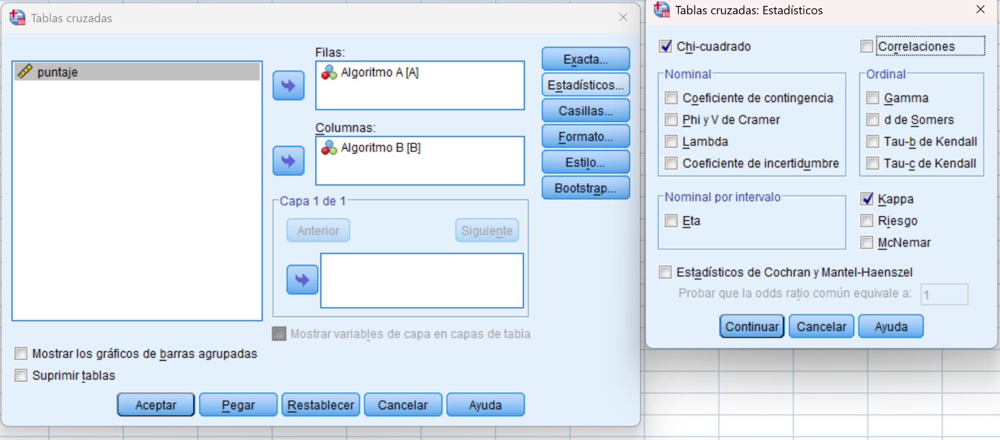 Tablas cruzadas
puntaje
Filas:
Algoritmo A [A]
Columnas:
Algoritmo B [B]
Capa 1 de 1
Anterior
Siguiente
Mostrar variables de capa en capas de tabla
Exacta...
Estadísticos...
Casillas...
Formato...
Estilo...
Bootstrap...
Mostrar los gráficos de barras agrupadas
Suprimir tablas
Aceptar
Pegar
Restablecer
Cancelar
Ayuda
Tablas cruzadas: Estadísticos
Chi-cuadrado
Correlaciones
Nominal
Coeficiente de contingencia
Phi y V de Cramer
Lambda
Coeficiente de incertidumbre
Ordinal
Gamma
d de Somers
Tau-b de Kendall
Tau-c de Kendall
Nominal por intervalo
Eta
Kappa
Riesgo
McNemar
Estadísticos de Cochran y Mantel-Haenszel
Probar que la odds ratio común equivale a: 1
Continuar
Cancelar
Ayuda